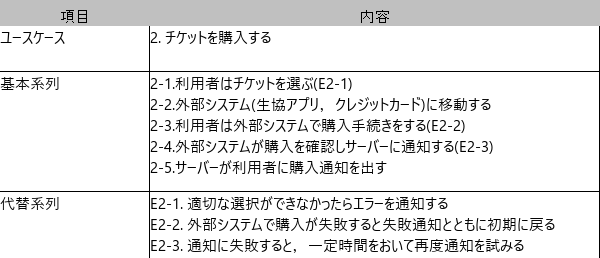 項目 内容
ユースケース 2. チケットを購入する
基本系列 2-1.利用者はチケットを選ぶ(E2-1)
2-2.外部システム(生協アプリ，クレジットカード)に移動する
2-3.利用者は外部システムで購入手続きをする(E2-2)
2-4.外部システムが購入を確認しサーバーに通知する(E2-3)
2-5.サーバーが利用者に購入通知を出す
代替系列 E2-1. 適切な選択ができなかったらエラーを通知する
E2-2. 外部システムで購入が失敗すると失敗通知とともに初期に戻る
E2-3. 通知に失敗すると，一定時間をおいて再度通知を試みる